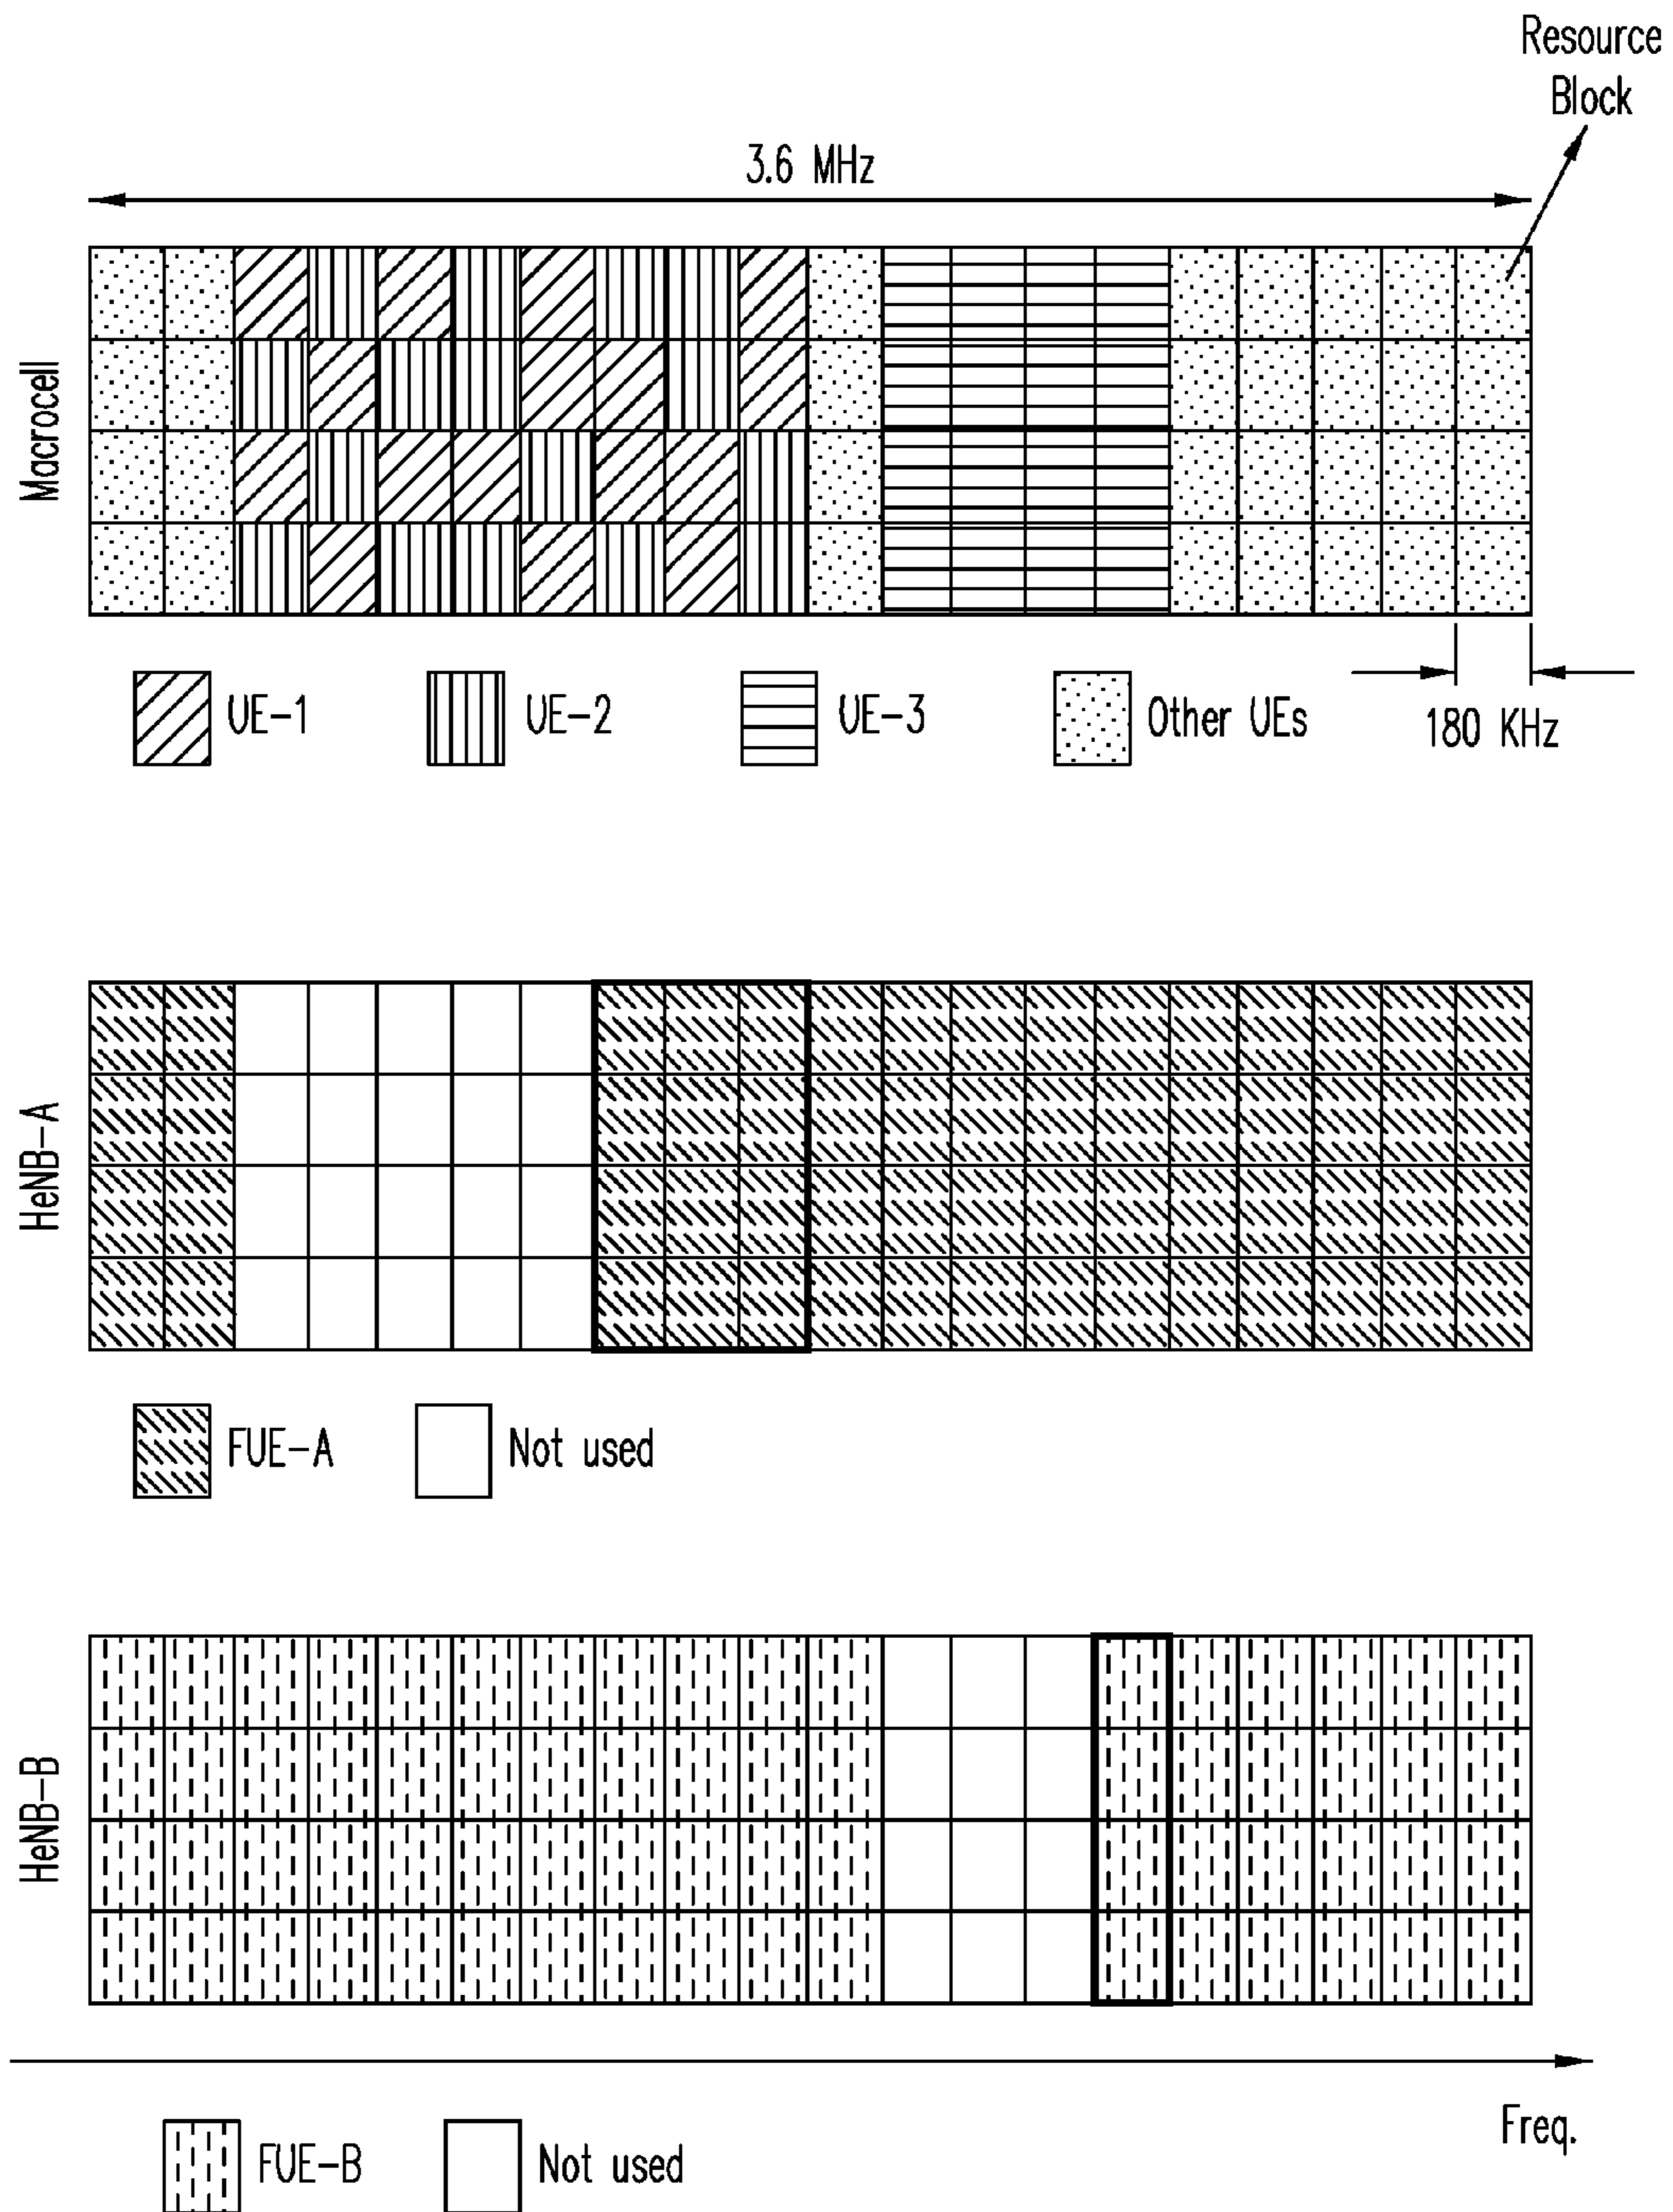 Resource
Block
3.6 MHz
Macrocell
UE-1
UE-2
UE-3
Other UEs
180 KHz
HeNB-A
FUE-A
Not used
HeNB-B
Freq.
FUE-B
Not used